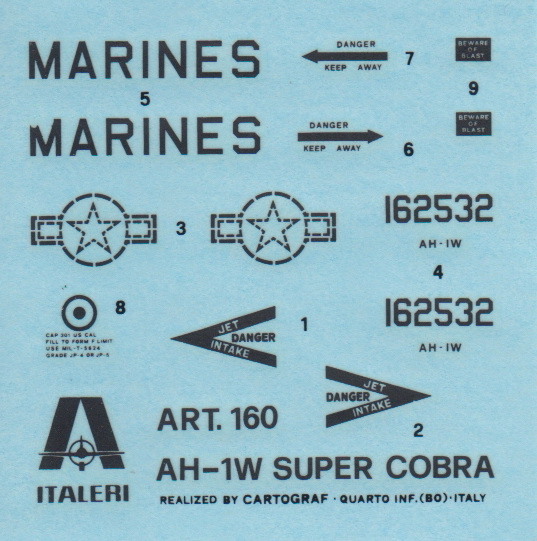 MARINES
DANGER
KEEP AWAY
7
BEWARE
OF
BLAST
9
5
MARINES
DANGER
KEEP AWAY
6
BEWARE
OF
BLAST
3
162532
AH-1W
4
8
CAP 301 US CAL
FILL TO FORM F LIMIT
USE MIL-T-5624
GRADE JP-4 OR JP-5
JET
DANGER
INTAKE
1
162532
AH-1W
JET
DANGER
INTAKE
2
ART. 160
AH-1W SUPER COBRA
ITALERI
REALIZED BY CARTOGRAF · QUARTO INF.(BO)·ITALY